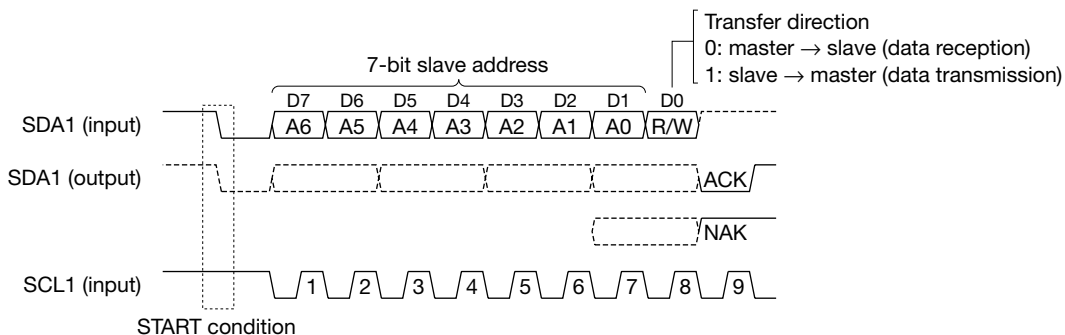 Transfer direction
0: master → slave (data reception)
1: slave → master (data transmission)
7-bit slave address
D7 D6 D5 D4 D3 D2 D1 D0
SDA1 (input) A6 A5 A4 A3 A2 A1 A0 R/W
SDA1 (output) ACK
NAK
SCL1 (input) 1 2 3 4 5 6 7 8 9
START condition